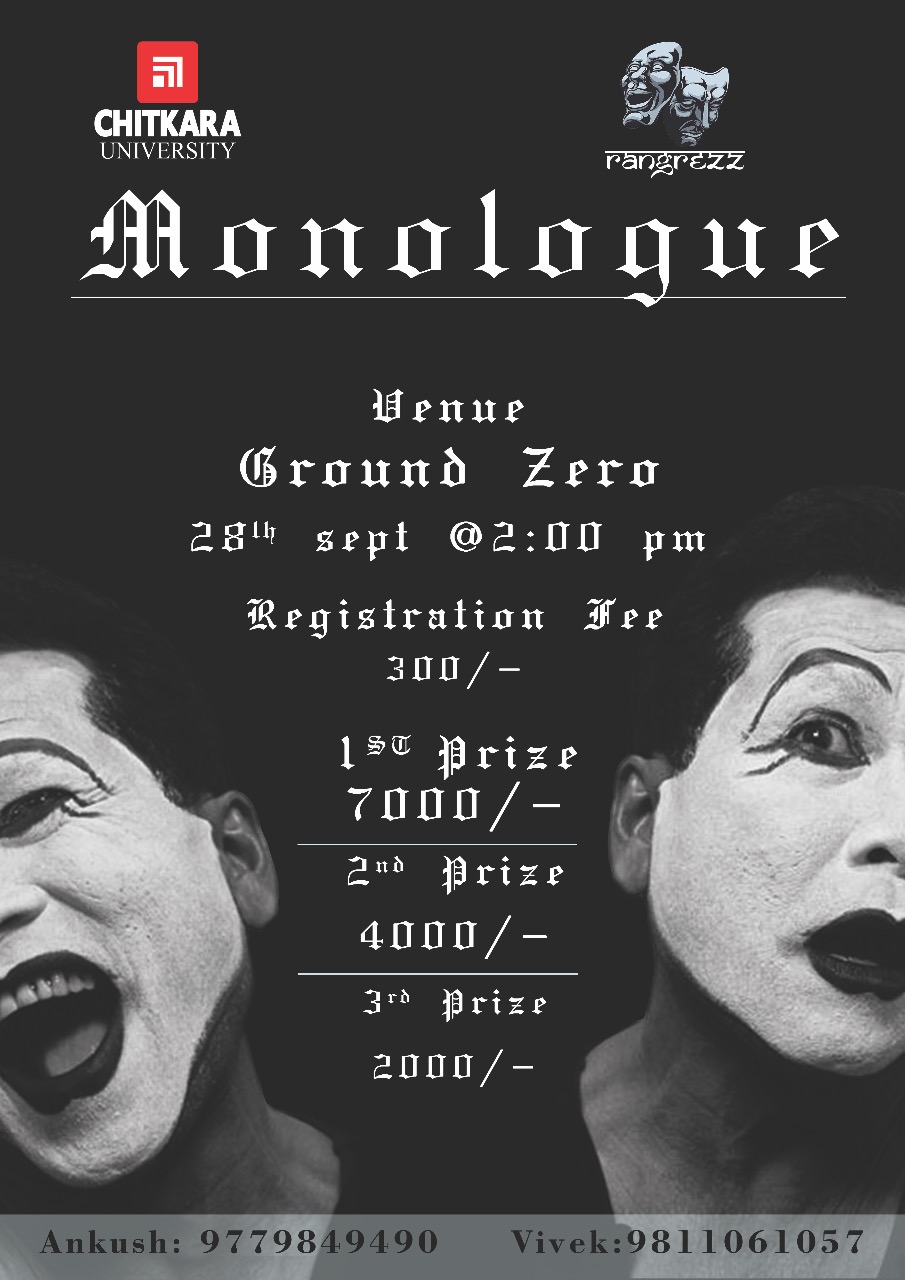 CHITKARA
UNIVERSITY
rangrezz
Monologue
Venue
Ground Zero
28th sept @2:00 pm
Registration Fee
300/-
1ST Prize
7000/-
2nd Prize
4000/-
3rd Prize
2000/-
Ankush: 9779849490 Vivek:9811061057